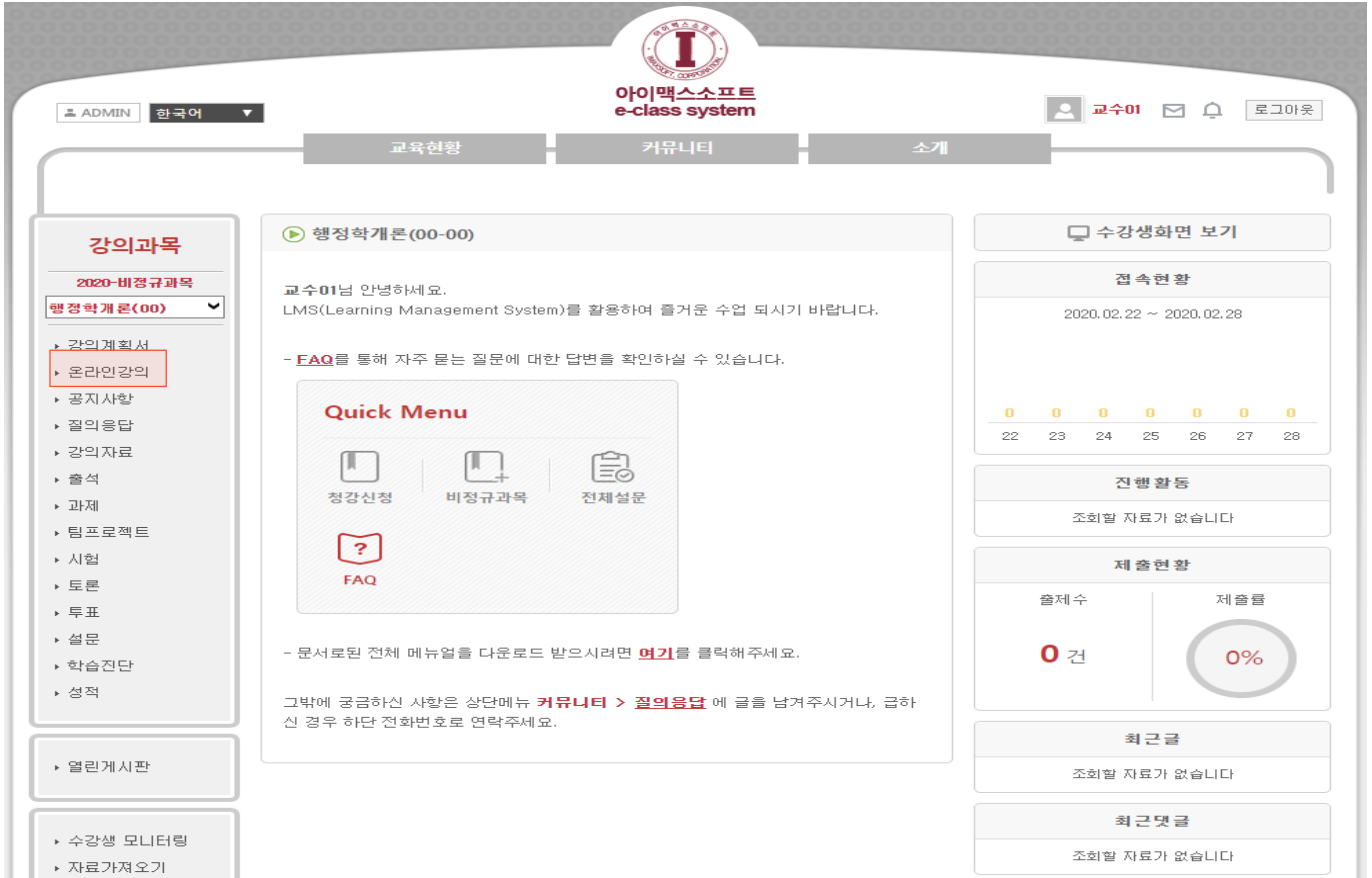 아이맥스소프트
IMAXSOFT. CORPORATION
I
아이맥스소프트
e-class system
ADMIN
한국어
교수01
로그아웃
교육현황
커뮤니티
소개
강의과목
2020-비정규과목
행정학개론(00)
강의계획서
온라인강의
공지사항
질의응답
강의자료
출석
과제
팀프로젝트
시험
토론
투표
설문
학습진단
성적
열린게시판
수강생 모니터링
자료가져오기
행정학개론(00-00)
교수01님 안녕하세요.
LMS(Learning Management System)를 활용하여 즐거운 수업 되시기 바랍니다.
- FAQ를 통해 자주 묻는 질문에 대한 답변을 확인하실 수 있습니다.
Quick Menu
청강신청
비정규과목
전체설문
?
FAQ
- 문서로된 전체 메뉴얼을 다운로드 받으시려면 여기를 클릭해주세요.
그밖에 궁금하신 사항은 상단메뉴 커뮤니티 > 질의응답 에 글을 남겨주시거나, 급하
신 경우 하단 전화번호로 연락주세요.
수강생화면 보기
접속현황
2020.02.22 ~ 2020.02.28
0 0 0 0 0 0 0
22 23 24 25 26 27 28
진행활동
조회할 자료가 없습니다
제출현황
출제수
제출률
0 건
0%
최근글
조회할 자료가 없습니다
최근댓글
조회할 자료가 없습니다